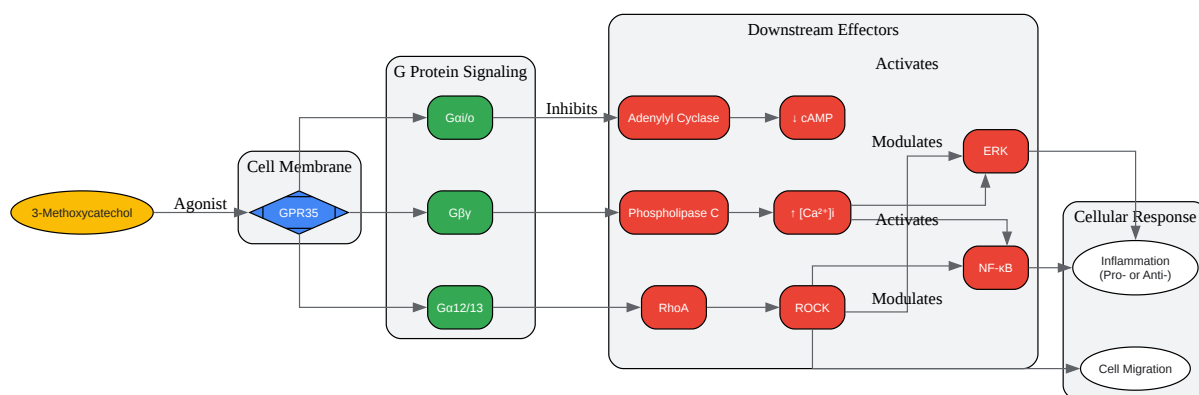 Downstream Effectors
Activates
G Protein Signaling
Gαi/o
Inhibits
Adenylyl Cyclase
↓ cAMP
Modulates
ERK
Cell Membrane
3-Methoxycatechol
Agonist
GPR35
Gβγ
Phospholipase C
↑ [Ca²⁺]i
Activates
Cellular Response
NF-κB
Inflammation
(Pro- or Anti-)
Gα12/13
RhoA
ROCK
Modulates
Cell Migration